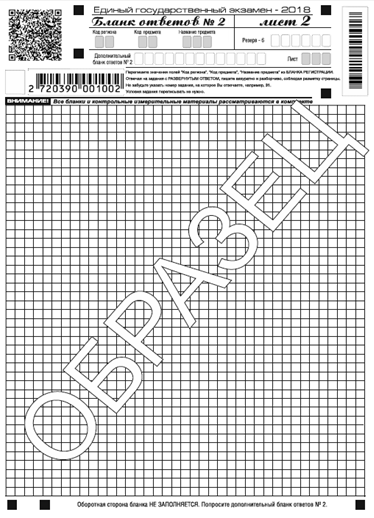 Единый государственный экзамен - 2018
Бланк ответов № 2 лист 2
Код региона Код предмета Название предмета
Резерв - 6
Дополнительный бланк ответов № 2
Лист
2720390001002
Перепишите значения полей "Код региона", "Код предмета", "Название предмета" из БЛАНКА РЕГИСТРАЦИИ.
Отвечая на задания с РАЗВЕРНУТЫМ ОТВЕТОМ, пишите аккуратно и разборчиво, соблюдая разметку страницы.
Не забудьте указать номер задания, на которое Вы отвечаете, например, 31.
Условия задания переписывать не нужно.
ВНИМАНИЕ! Все бланки и контрольные измерительные материалы рассматриваются в комплекте
ОБРАЗЕЦ
Оборотная сторона бланка НЕ ЗАПОЛНЯЕТСЯ. Попросите дополнительный бланк ответов № 2.